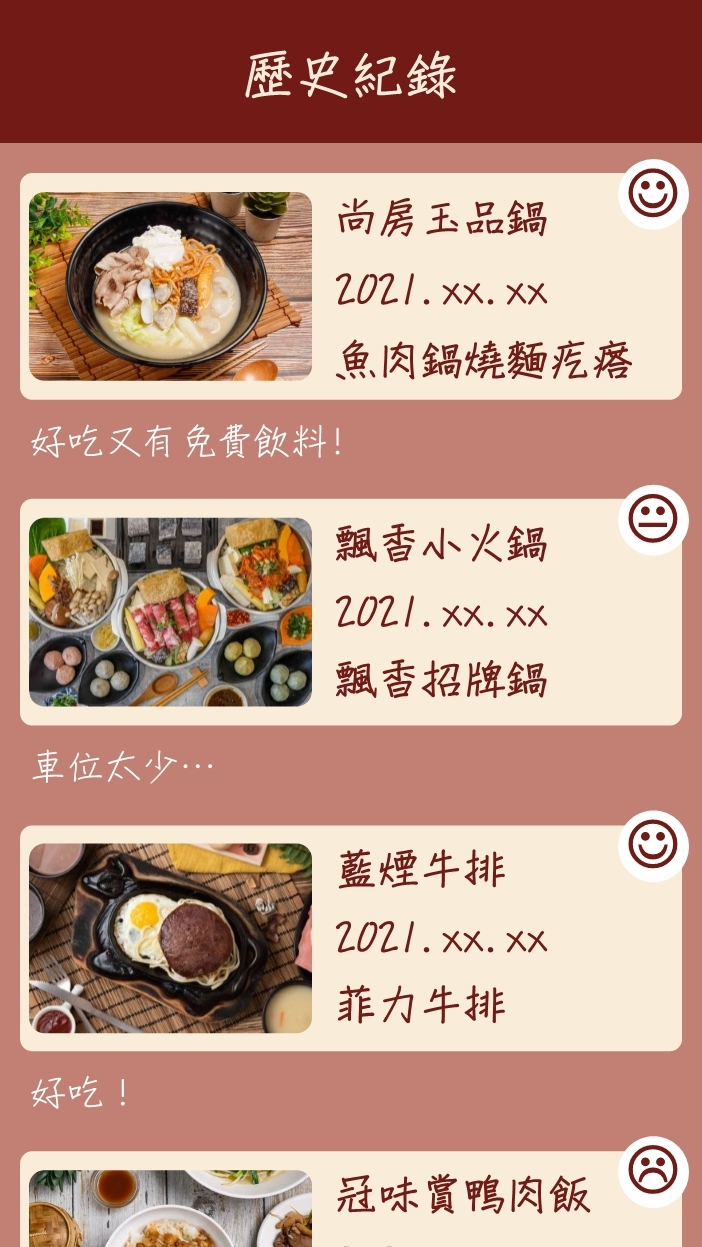 歷史紀錄
尚房玉品鍋
2021.xx.xx
魚肉鍋燒麵疙瘩
好吃又有免費飲料!
飄香小火鍋
2021.xx.xx
飄香招牌鍋
車位太少…
藍煙牛排
2021.xx.xx
菲力牛排
好吃!
冠味賞鴨肉飯